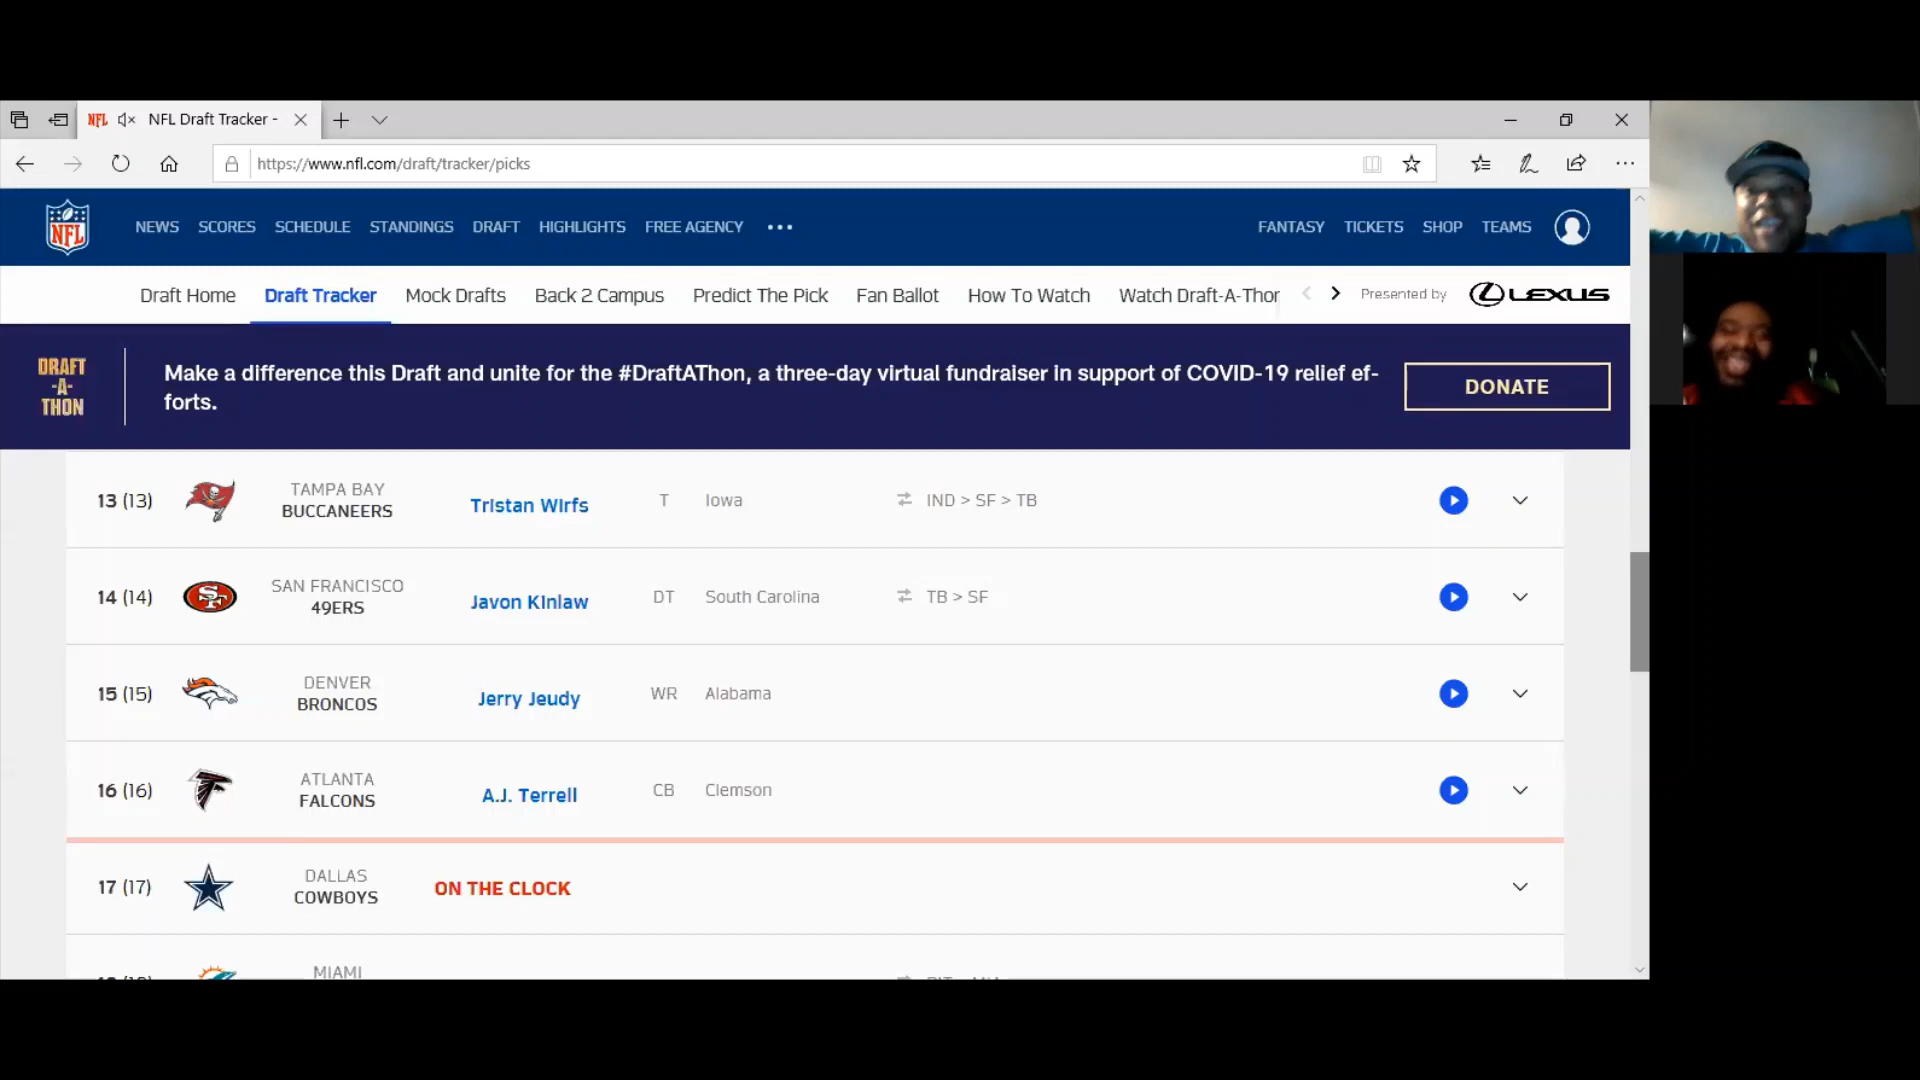 NFL NFL Draft Tracker -
https://www.nfl.com/draft/tracker/picks
NFL NEWS SCORES SCHEDULE STANDINGS DRAFT HIGHLIGHTS FREE AGENCY ••• FANTASY TICKETS SHOP TEAMS
Draft Home Draft Tracker Mock Drafts Back 2 Campus Predict The Pick Fan Ballot How To Watch Watch Draft-A-Thor Presented by LEXUS
DRAFT
-A-
THON
Make a difference this Draft and unite for the #DraftAThon, a three-day virtual fundraiser in support of COVID-19 relief ef-
forts.
DONATE
13 (13) TAMPA BAY
BUCCANEERS
Tristan Wirfs T Iowa IND > SF > TB
14 (14) SF SAN FRANCISCO
49ERS
Javon Kinlaw DT South Carolina TB > SF
15 (15) DENVER
BRONCOS
Jerry Jeudy WR Alabama
16 (16) ATLANTA
FALCONS
A.J. Terrell CB Clemson
17 (17) DALLAS
COWBOYS
ON THE CLOCK
MIAMI